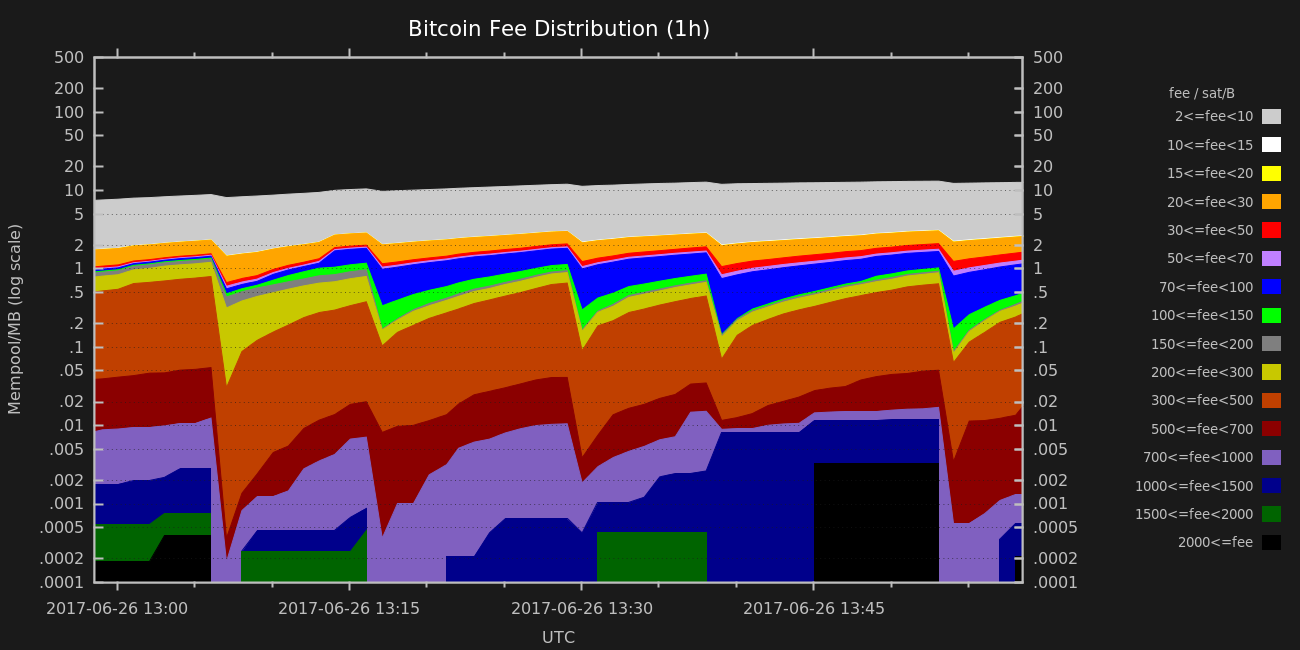 Bitcoin Fee Distribution (1h)
500
200
100
50
20
10
5
2
1
.5
.2
.1
.05
.02
.01
.005
.002
.001
.0005
.0002
.0001
Mempool/MB (log scale)
500
200
100
50
20
10
5
2
1
.5
.2
.1
.05
.02
.01
.005
.002
.001
.0005
.0002
.0001
2017-06-26 13:00
2017-06-26 13:15
2017-06-26 13:30
2017-06-26 13:45
UTC
fee / sat/B
2<=fee<10
10<=fee<15
15<=fee<20
20<=fee<30
30<=fee<50
50<=fee<70
70<=fee<100
100<=fee<150
150<=fee<200
200<=fee<300
300<=fee<500
500<=fee<700
700<=fee<1000
1000<=fee<1500
1500<=fee<2000
2000<=fee